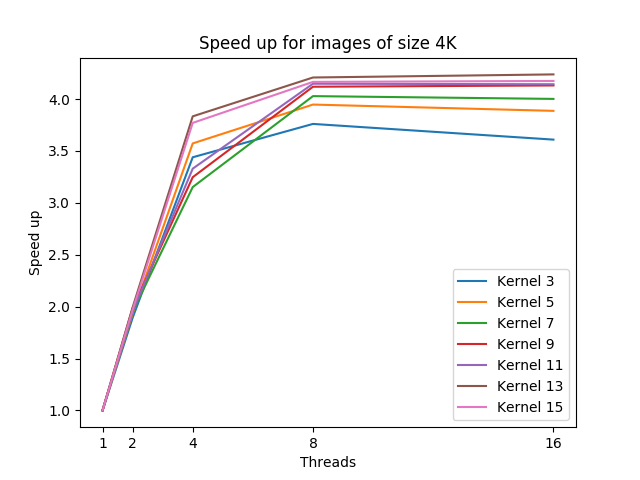 Speed up for images of size 4K
4.0
3.5
3.0
2.5
2.0
1.5
1.0
Speed up
Kernel 3
Kernel 5
Kernel 7
Kernel 9
Kernel 11
Kernel 13
Kernel 15
1 2 4 8 16
Threads